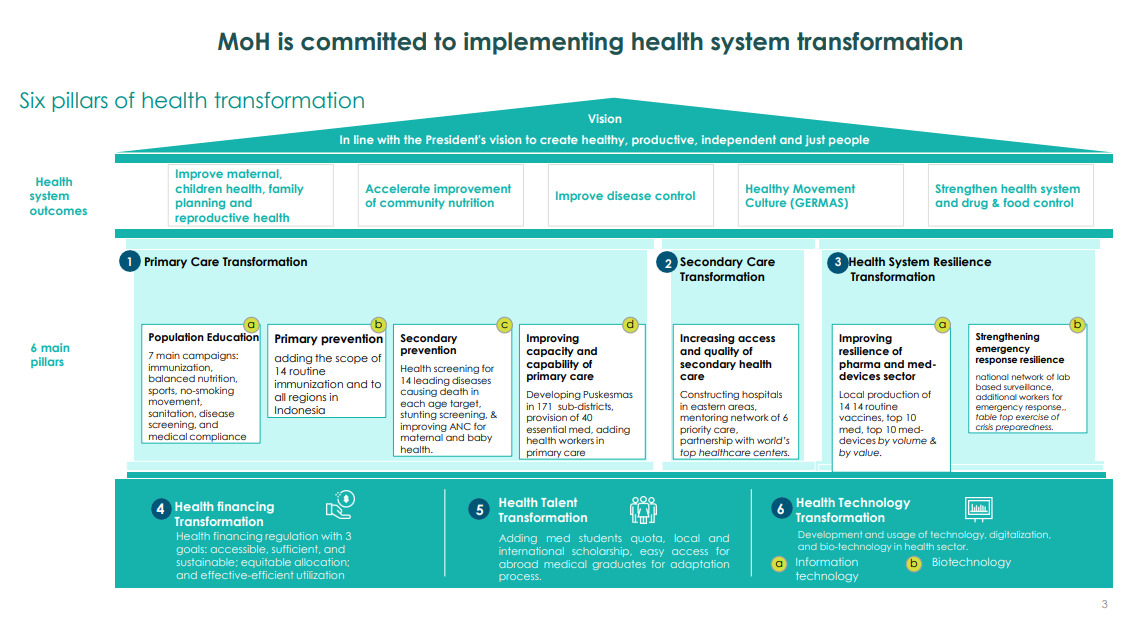 MoH is committed to implementing health system transformation
Six pillars of health transformation
Vision
In line with the President's vision to create healthy, productive, independent and just people
Health
system
outcomes
Improve maternal,
children health, family
planning and
reproductive health
Accelerate improvement
of community nutrition
Improve disease control
Healthy Movement
Culture (GERMAS)
Strengthen health system
and drug & food control
6 main
pillars
1 Primary Care Transformation
a
Population Education
7 main campaigns:
immunization,
balanced nutrition,
sports, no-smoking
movement,
sanitation, disease
screening, and
medical compliance
b
Primary prevention
adding the scope of
14 routine
immunization and to
all regions in
Indonesia
c
Secondary
prevention
Health screening for
14 leading diseases
causing death in
each age target,
stunting screening, &
improving ANC for
maternal and baby
health.
d
Improving
capacity and
capability of
primary care
Developing Puskesmas
in 171 sub-districts,
provision of 40
essential med, adding
health workers in
primary care
2 Secondary Care
Transformation
Increasing access
and quality of
secondary health
care
Constructing hospitals
in eastern areas,
mentoring network of 6
priority care,
partnership with world's
top healthcare centers.
3 Health System Resilience
Transformation
a
Improving
resilience of
pharma and med-
devices sector
Local production of
14 14 routine
vaccines, top 10
med, top 10 med-
devices by volume &
by value.
b
Strengthening
emergency
response resilience
national network of lab
based surveillance,
additional workers for
emergency response,,
table top exercise of
crisis preparedness.
4 Health financing
Transformation
Health financing regulation with 3
goals: accessible, sufficient, and
sustainable; equitable allocation;
and effective-efficient utilization
5 Health Talent
Transformation
Adding med students quota, local and
international scholarship, easy access for
abroad medical graduates for adaptation
process.
6 Health Technology
Transformation
Development and usage of technology, digitalization,
and bio-technology in health sector.
a Information
technology
b Biotechnology
3